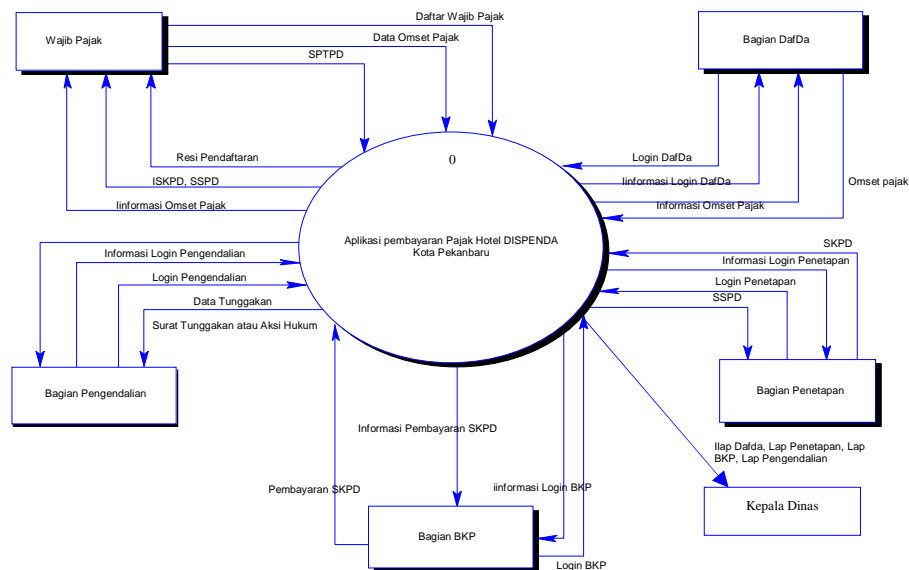 Daftar Wajib Pajak
Wajib Pajak
Data Omset Pajak
SPTPD
Bagian DafDa
0
Resi Pendaftaran
ISKPD, SSPD
Iinformasi Omset Pajak
Login DafDa
Iinformasi Login DafDa
Informasi Omset Pajak
Omset pajak
Aplikasi pembayaran Pajak Hotel DISPENDA
Kota Pekanbaru
Informasi Login Pengendalian
Login Pengendalian
Data Tunggakan
Surat Tunggakan atau Aksi Hukum
SKPD
Informasi Login Penetapan
Login Penetapan
SSPD
Bagian Pengendalian
Bagian Penetapan
Informasi Pembayaran SKPD
Ilap Dafda, Lap Penetapan, Lap
BKP, Lap Pengendalian
Pembayaran SKPD
iinformasi Login BKP
Kepala Dinas
Bagian BKP
Login BKP